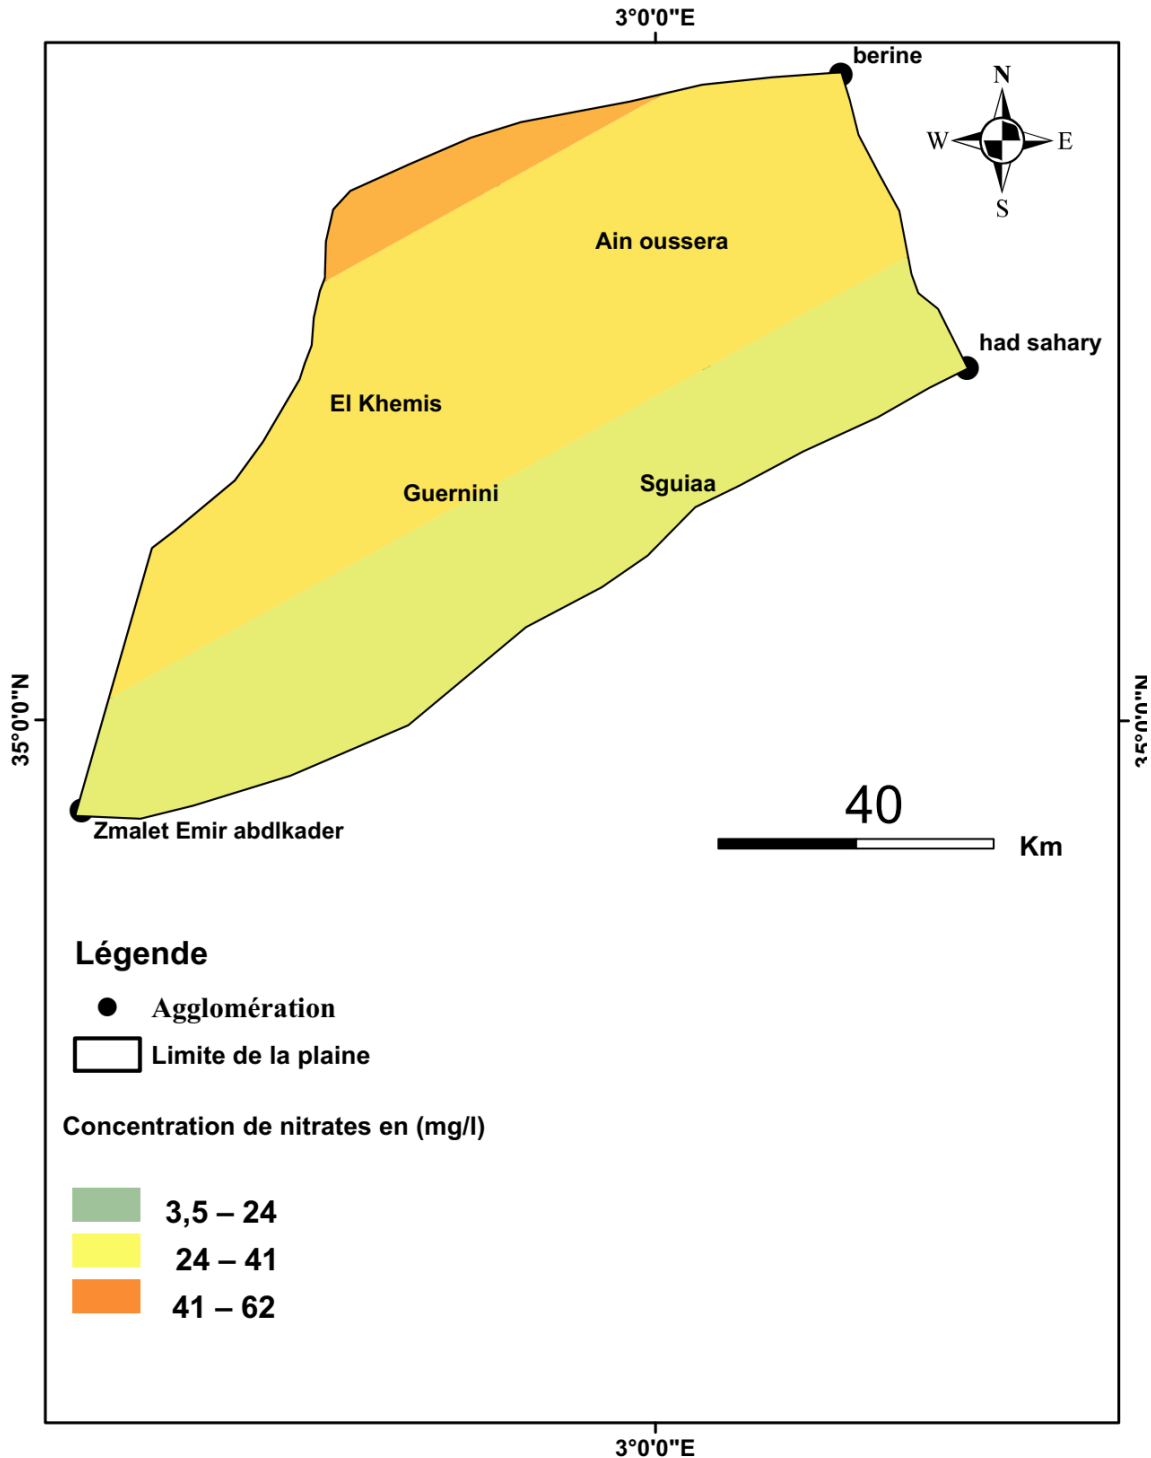 3°0'0"E
berine
N
W E
S
Ain oussera
had sahary
El Khemis
Guernini
Sguiaa
35°0'0"N
35°0'0"N
Zmalet Emir abdlkader
40
Km
Légende
Agglomération
Limite de la plaine
Concentration de nitrates en (mg/l)
3,5 – 24
24 – 41
41 – 62
3°0'0"E